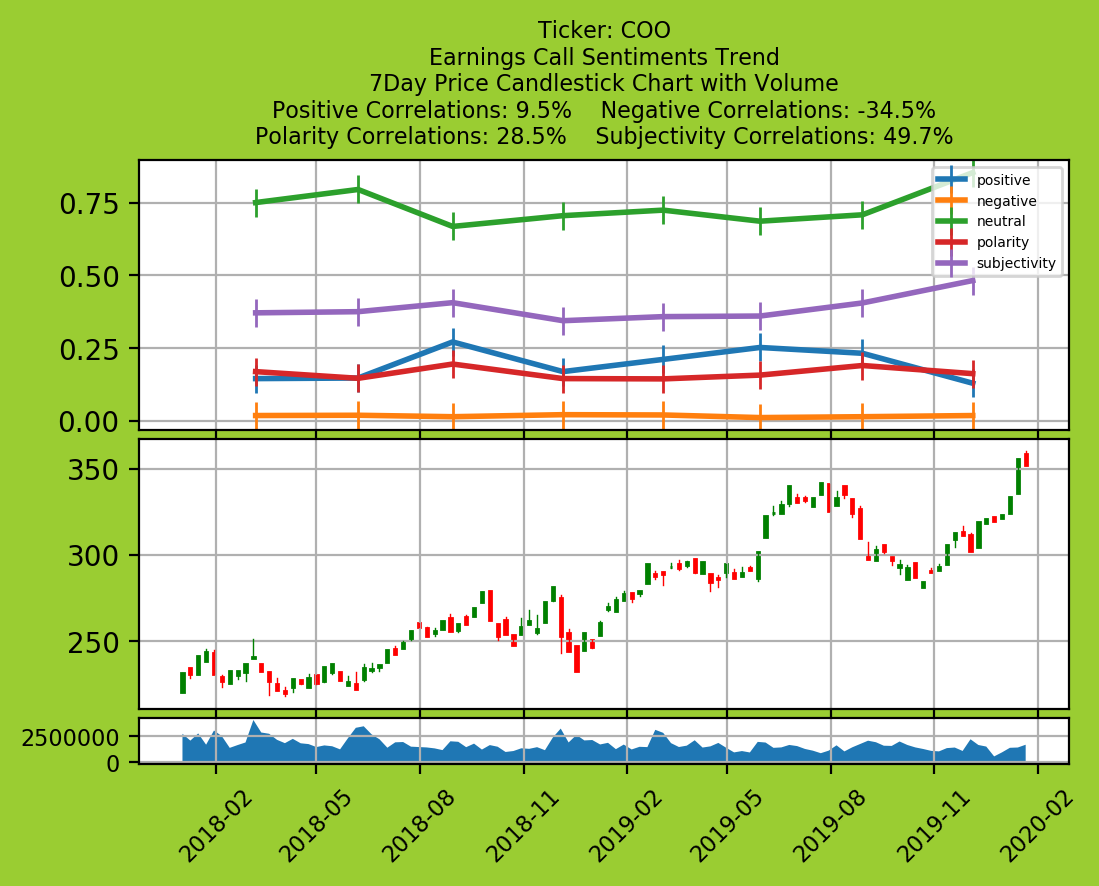 Ticker: COO
Earnings Call Sentiments Trend
7Day Price Candlestick Chart with Volume
Positive Correlations: 9.5%    Negative Correlations: -34.5%
Polarity Correlations: 28.5%    Subjectivity Correlations: 49.7%
0.75
0.50
0.25
0.00
positive
negative
neutral
polarity
subjectivity
350
300
250
2500000
0
2018-02
2018-05
2018-08
2018-11
2019-02
2019-05
2019-08
2019-11
2020-02